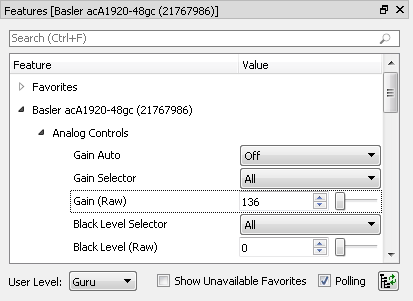 Features [Basler acA1920-48gc (21767986)]
Search (Ctrl+F)
Feature Value
Favorites
Basler acA1920-48gc (21767986)
Analog Controls
Gain Auto Off
Gain Selector All
Gain (Raw) 136
Black Level Selector All
Black Level (Raw) 0
User Level: Guru Show Unavailable Favorites Polling